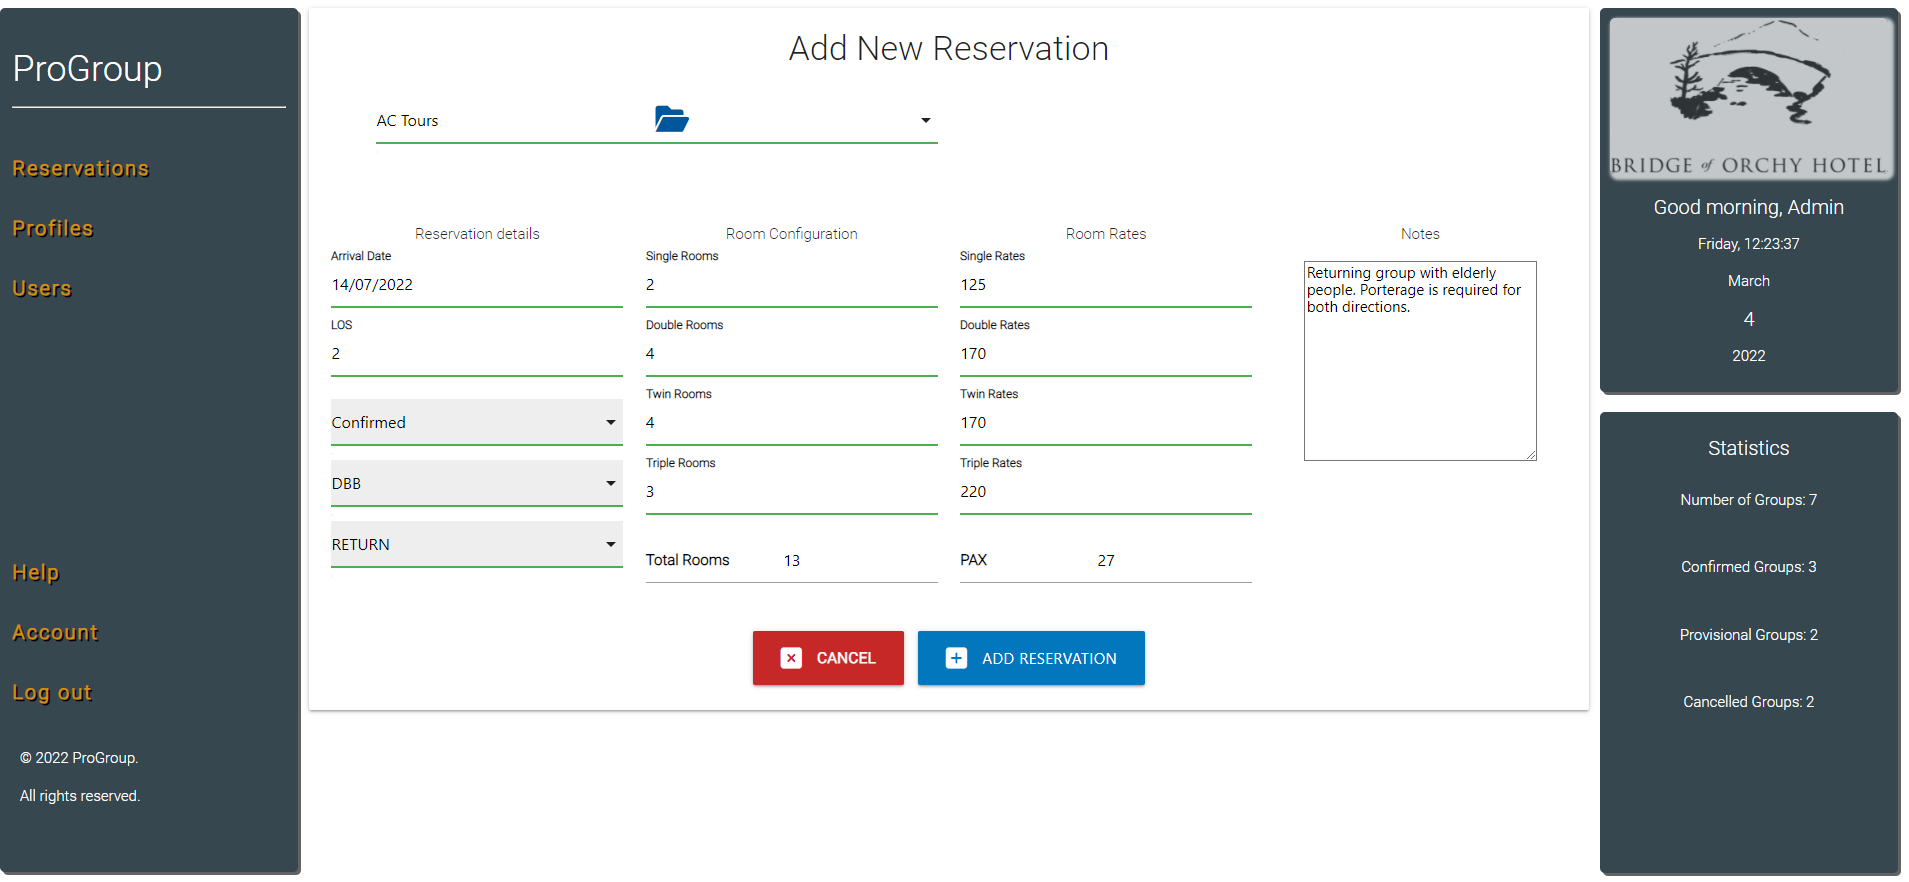 ProGroup
Reservations
Profiles
Users
Help
Account
Log out
© 2022 ProGroup.
All rights reserved.
Add New Reservation
AC Tours
Reservation details
Arrival Date
14/07/2022
LOS
2
Confirmed
DBB
RETURN
Room Configuration
Single Rooms
2
Double Rooms
4
Twin Rooms
4
Triple Rooms
3
Total Rooms 13
Room Rates
Single Rates
125
Double Rates
170
Twin Rates
170
Triple Rates
220
PAX 27
Notes
Returning group with elderly
people. Porterage is required for
both directions.
CANCEL
ADD RESERVATION
BRIDGE of ORCHY HOTEL
Good morning, Admin
Friday, 12:23:37
March
4
2022
Statistics
Number of Groups: 7
Confirmed Groups: 3
Provisional Groups: 2
Cancelled Groups: 2